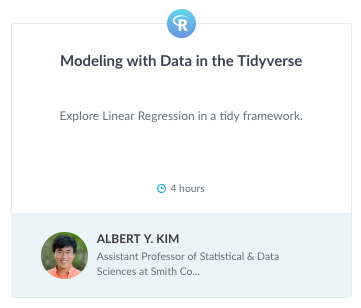 R
Modeling with Data in the Tidyverse
Explore Linear Regression in a tidy framework.
4 hours
ALBERT Y. KIM
Assistant Professor of Statistical & Data
Sciences at Smith Co...